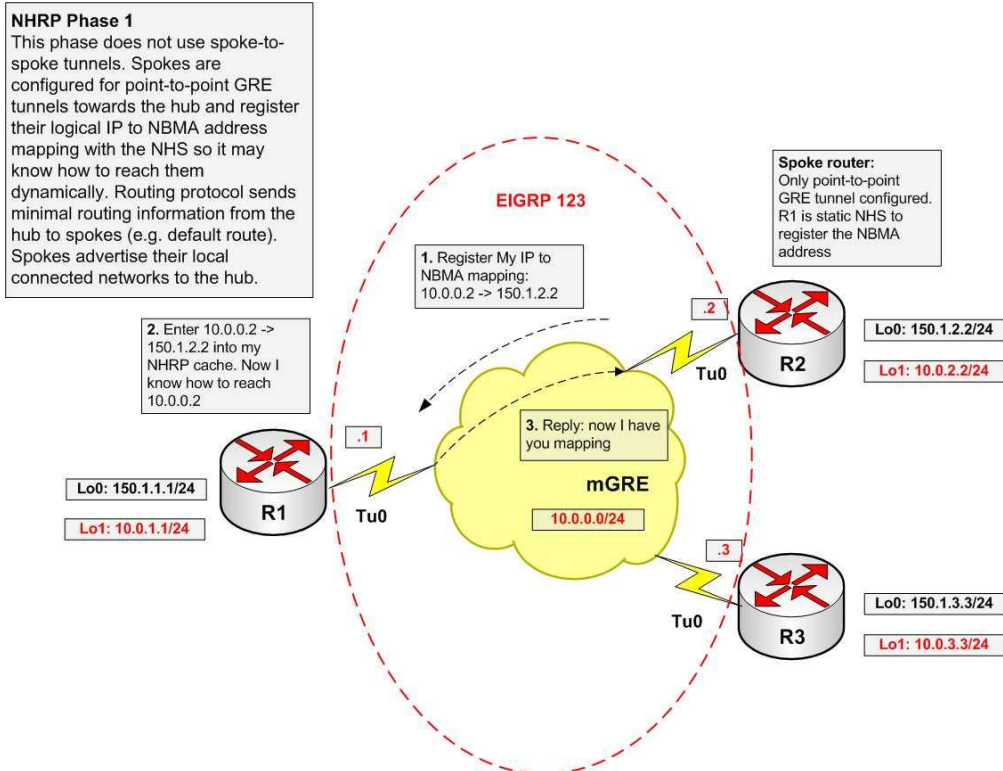 NHRP Phase 1
This phase does not use spoke-to-
spoke tunnels. Spokes are
configured for point-to-point GRE
tunnels towards the hub and register
their logical IP to NBMA address
mapping with the NHS so it may
know how to reach them
dynamically. Routing protocol sends
minimal routing information from the
hub to spokes (e.g. default route).
Spokes advertise their local
connected networks to the hub.
Spoke router:
Only point-to-point
GRE tunnel configured.
R1 is static NHS to
register the NBMA
address
EIGRP 123
1. Register My IP to
NBMA mapping:
10.0.0.2 -> 150.1.2.2
2. Enter 10.0.0.2 ->
150.1.2.2 into my
NHRP cache. Now I
know how to reach
10.0.0.2
.2
Tu0
R2
Lo0: 150.1.2.2/24
Lo1: 10.0.2.2/24
3. Reply: now I have
you mapping
.1
Tu0
R1
Lo0: 150.1.1.1/24
Lo1: 10.0.1.1/24
mGRE
10.0.0.0/24
.3
Tu0
R3
Lo0: 150.1.3.3/24
Lo1: 10.0.3.3/24